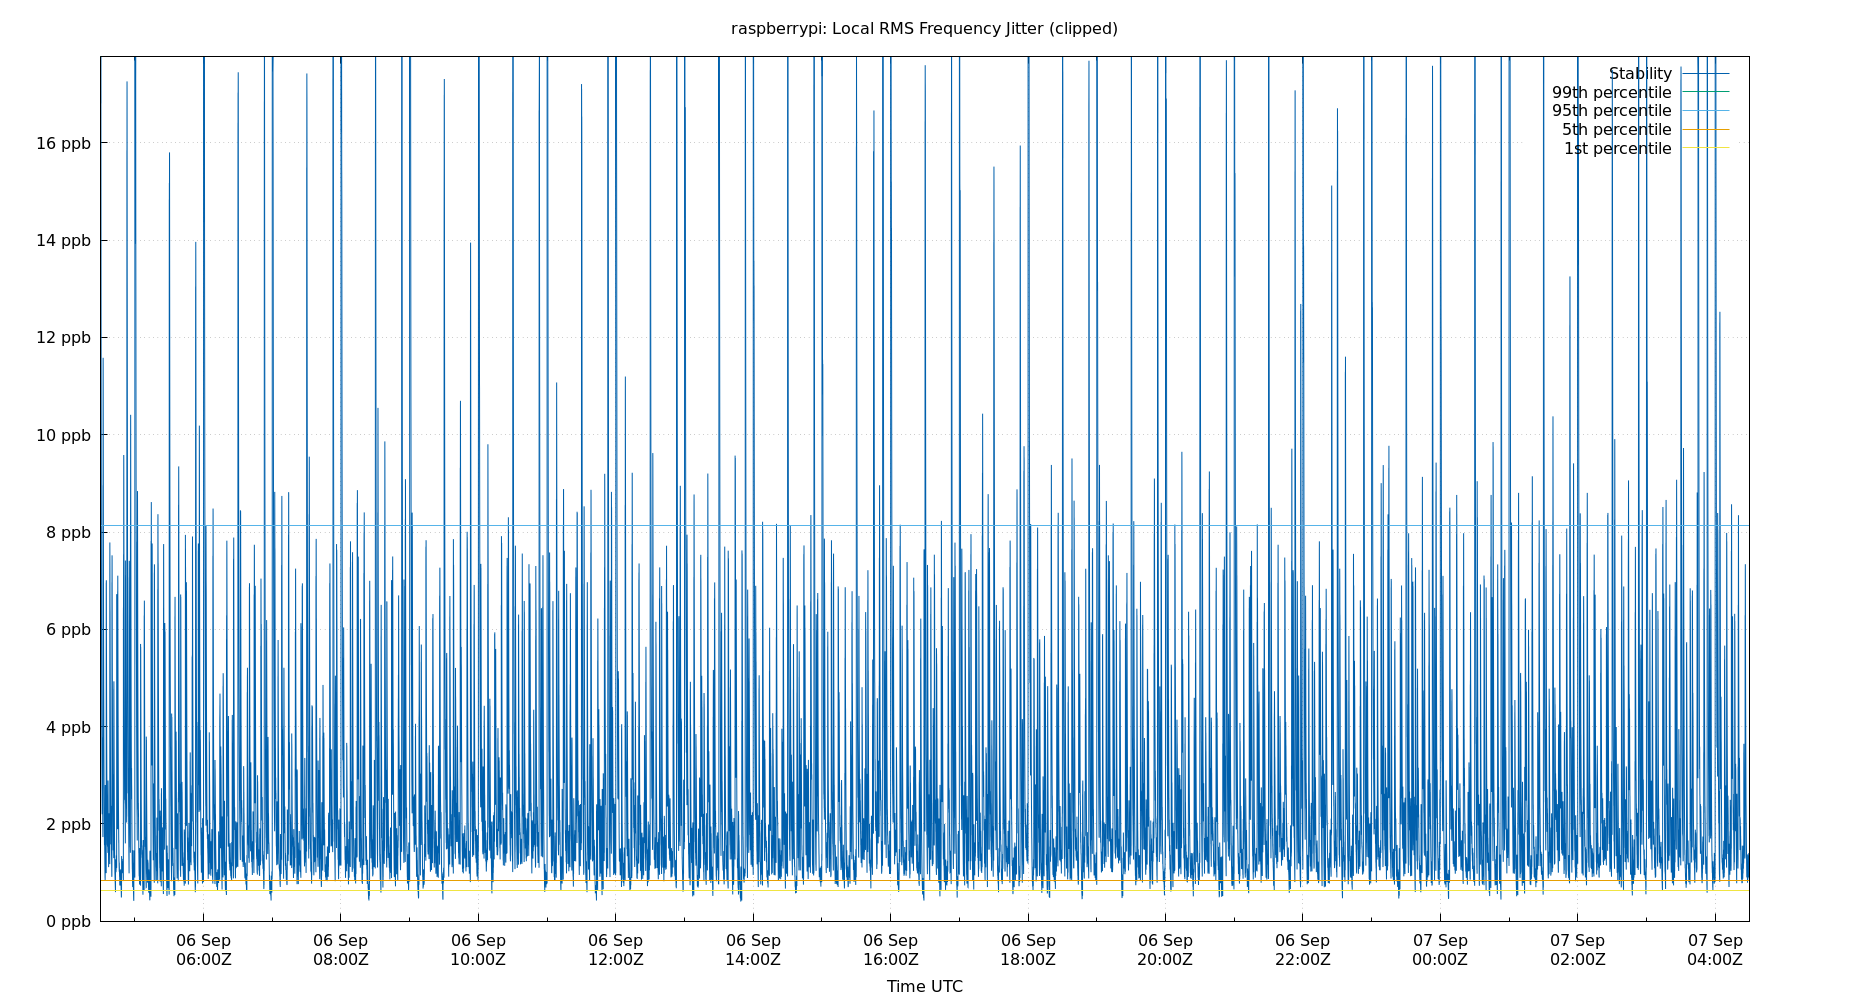 raspberrypi: Local RMS Frequency Jitter (clipped)
Stability
99th percentile
95th percentile
5th percentile
1st percentile
16 ppb
14 ppb
12 ppb
10 ppb
8 ppb
6 ppb
4 ppb
2 ppb
0 ppb
06 Sep 06 Sep 06 Sep 06 Sep 06 Sep 06 Sep 06 Sep 06 Sep 06 Sep 07 Sep 07 Sep 07 Sep
06:00Z 08:00Z 10:00Z 12:00Z 14:00Z 16:00Z 18:00Z 20:00Z 22:00Z 00:00Z 02:00Z 04:00Z
Time UTC